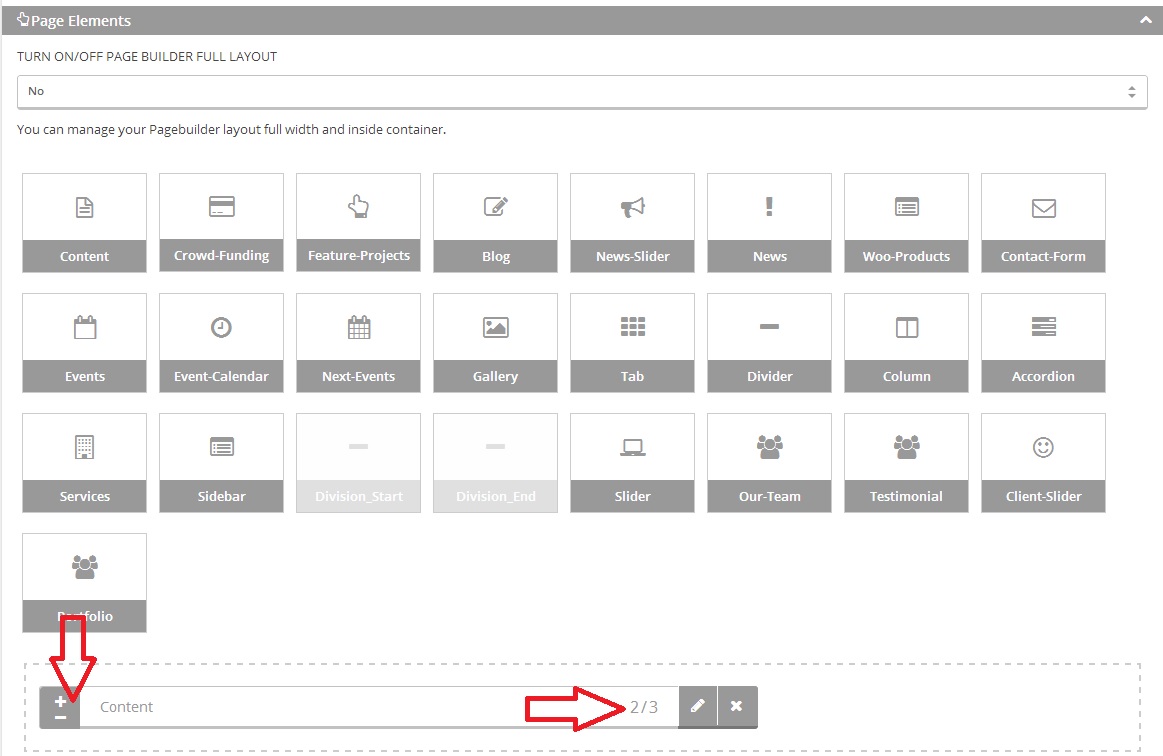 Page Elements
TURN ON/OFF PAGE BUILDER FULL LAYOUT
No
You can manage your Pagebuilder layout full width and inside container.
Content Crowd-Funding Feature-Projects Blog News-Slider News Woo-Products Contact-Form
Events Event-Calendar Next-Events Gallery Tab Divider Column Accordion
Services Sidebar Division_Start Division_End Slider Our-Team Testimonial Client-Slider
Portfolio
Content 2/3